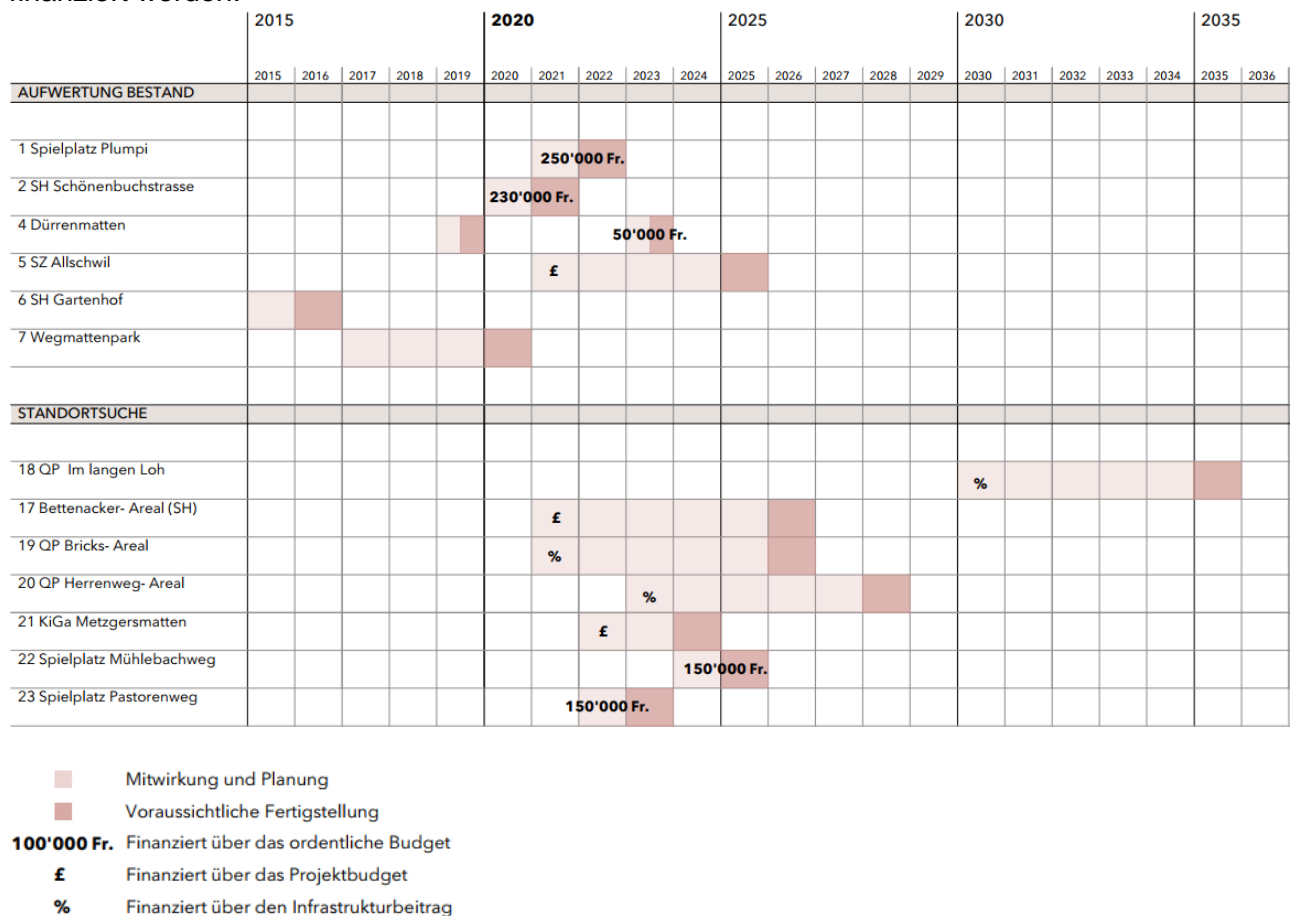 finanziert werden.
2015 2020 2025 2030 2035
2015 2016 2017 2018 2019 2020 2021 2022 2023 2024 2025 2026 2027 2028 2029 2030 2031 2032 2033 2034 2035 2036
AUFWERTUNG BESTAND
1 Spielplatz Plumpi 250'000 Fr.
2 SH Schönenbuchstrasse 230'000 Fr.
4 Dürrenmatten 50'000 Fr.
5 SZ Allschwil £
6 SH Gartenhof
7 Wegmattenpark
STANDORTSUCHE
18 QP Im langen Loh %
17 Bettenacker- Areal (SH) £
19 QP Bricks- Areal %
20 QP Herrenweg- Areal %
21 KiGa Metzgersmatten £
22 Spielplatz Mühlebachweg 150'000 Fr.
23 Spielplatz Pastorenweg 150'000 Fr.
Mitwirkung und Planung
Voraussichtliche Fertigstellung
100'000 Fr. Finanziert über das ordentliche Budget
£ Finanziert über das Projektbudget
% Finanziert über den Infrastrukturbeitrag